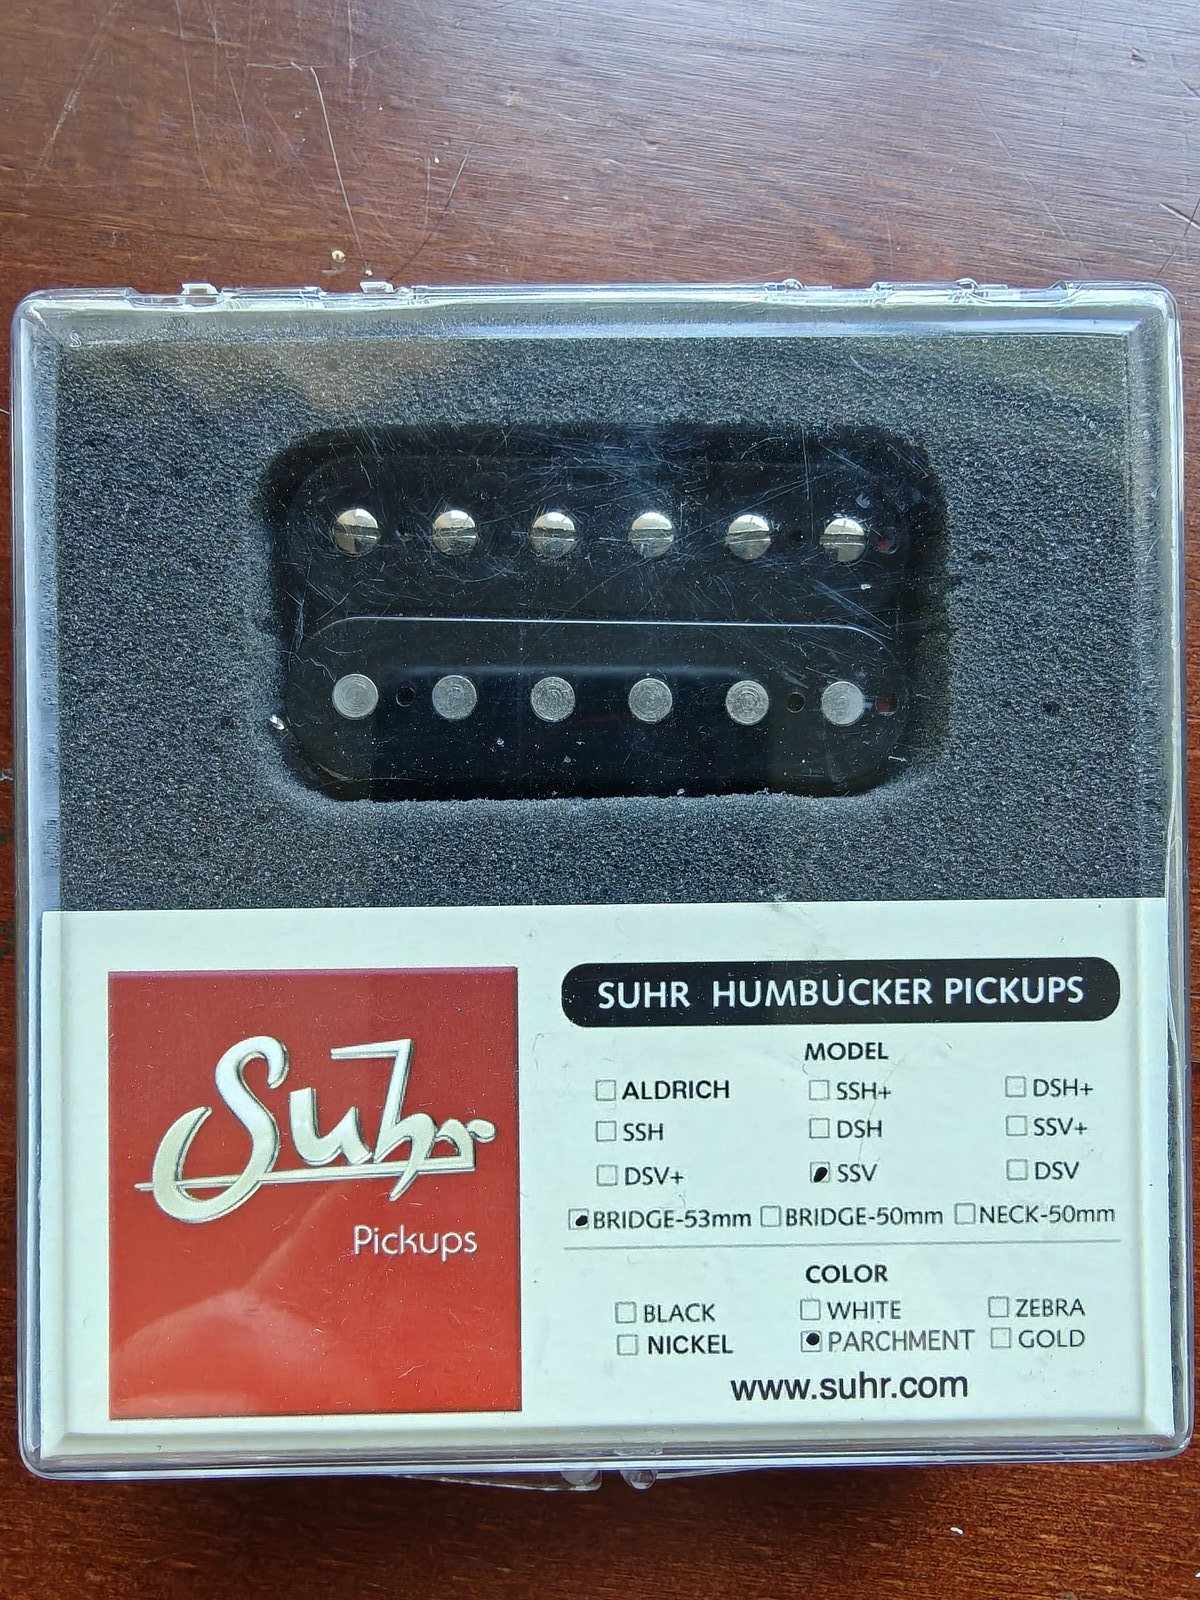 Suhr
Pickups
SUHR HUMBUCKER PICKUPS
MODEL
ALDRICH SSH+ DSH+
SSH DSH SSV+
DSV+ SSV DSV
BRIDGE-53mm BRIDGE-50mm NECK-50mm
COLOR
BLACK WHITE ZEBRA
NICKEL PARCHMENT GOLD
www.suhr.com